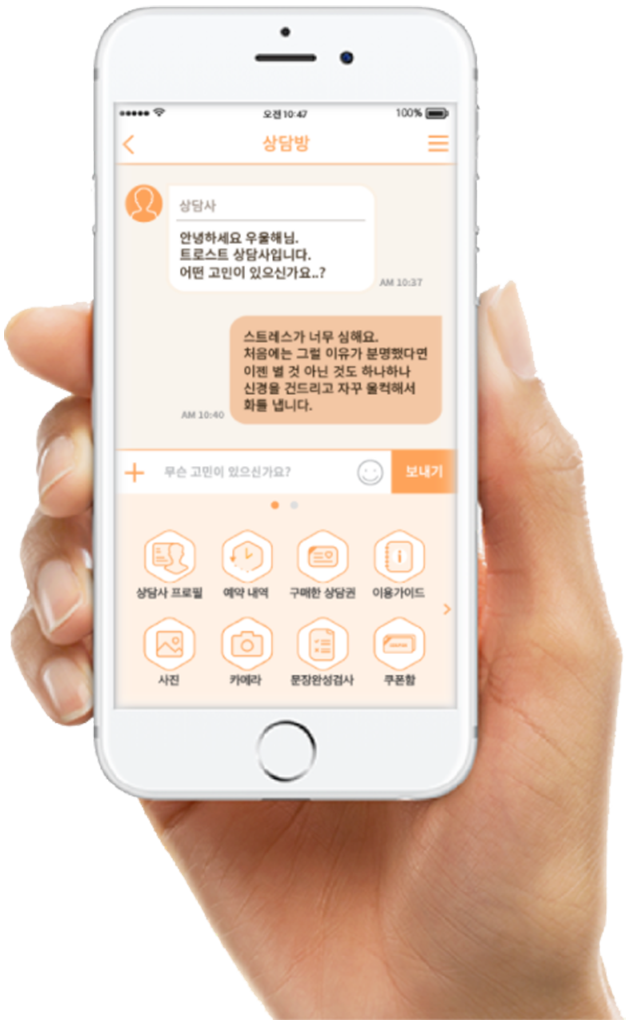 오전 10:47
100%
상담방
상담사
안녕하세요 우울해님.
트로스트 상담사입니다.
어떤 고민이 있으신가요..?
AM 10:37
스트레스가 너무 심해요.
처음에는 그럴 이유가 분명했다면
이젠 별 것 아닌 것도 하나하나
신경을 건드리고 자꾸 울컥해서
화를 냅니다.
AM 10:40
무슨 고민이 있으신가요?
보내기
상담사 프로필
예약 내역
구매한 상담권
이용가이드
사진
카메라
문장완성검사
쿠폰함